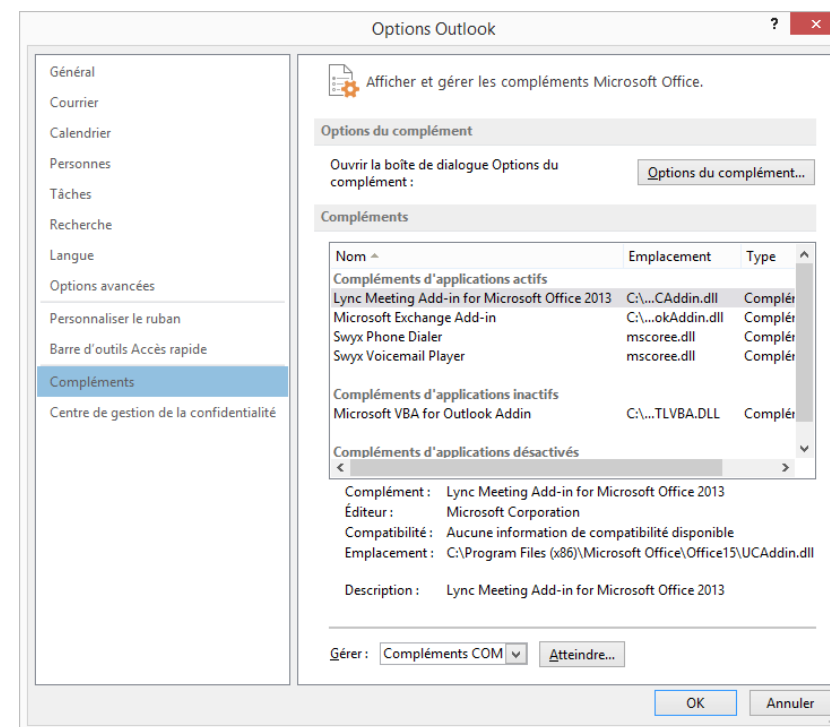 Options Outlook
?
Général
Courrier
Calendrier
Personnes
Tâches
Recherche
Langue
Options avancées
Personnaliser le ruban
Barre d'outils Accès rapide
Compléments
Centre de gestion de la confidentialité
Afficher et gérer les compléments Microsoft Office.
Options du complément
Ouvrir la boîte de dialogue Options du
complément :
Options du complément...
Compléments
Nom Emplacement Type
Compléments d'applications actifs
Lync Meeting Add-in for Microsoft Office 2013 C:\...CAddin.dll Complér
Microsoft Exchange Add-in C:\...okAddin.dll Complér
Swyx Phone Dialer mscoree.dll Complér
Swyx Voicemail Player mscoree.dll Complér
Compléments d'applications inactifs
Microsoft VBA for Outlook Addin C:\...TLVBA.DLL Complér
Compléments d'applications désactivés
Complément : Lync Meeting Add-in for Microsoft Office 2013
Éditeur : Microsoft Corporation
Compatibilité : Aucune information de compatibilité disponible
Emplacement : C:\Program Files (x86)\Microsoft Office\Office15\UCAddin.dll
Description : Lync Meeting Add-in for Microsoft Office 2013
Gérer : Compléments COM Atteindre...
OK Annuler